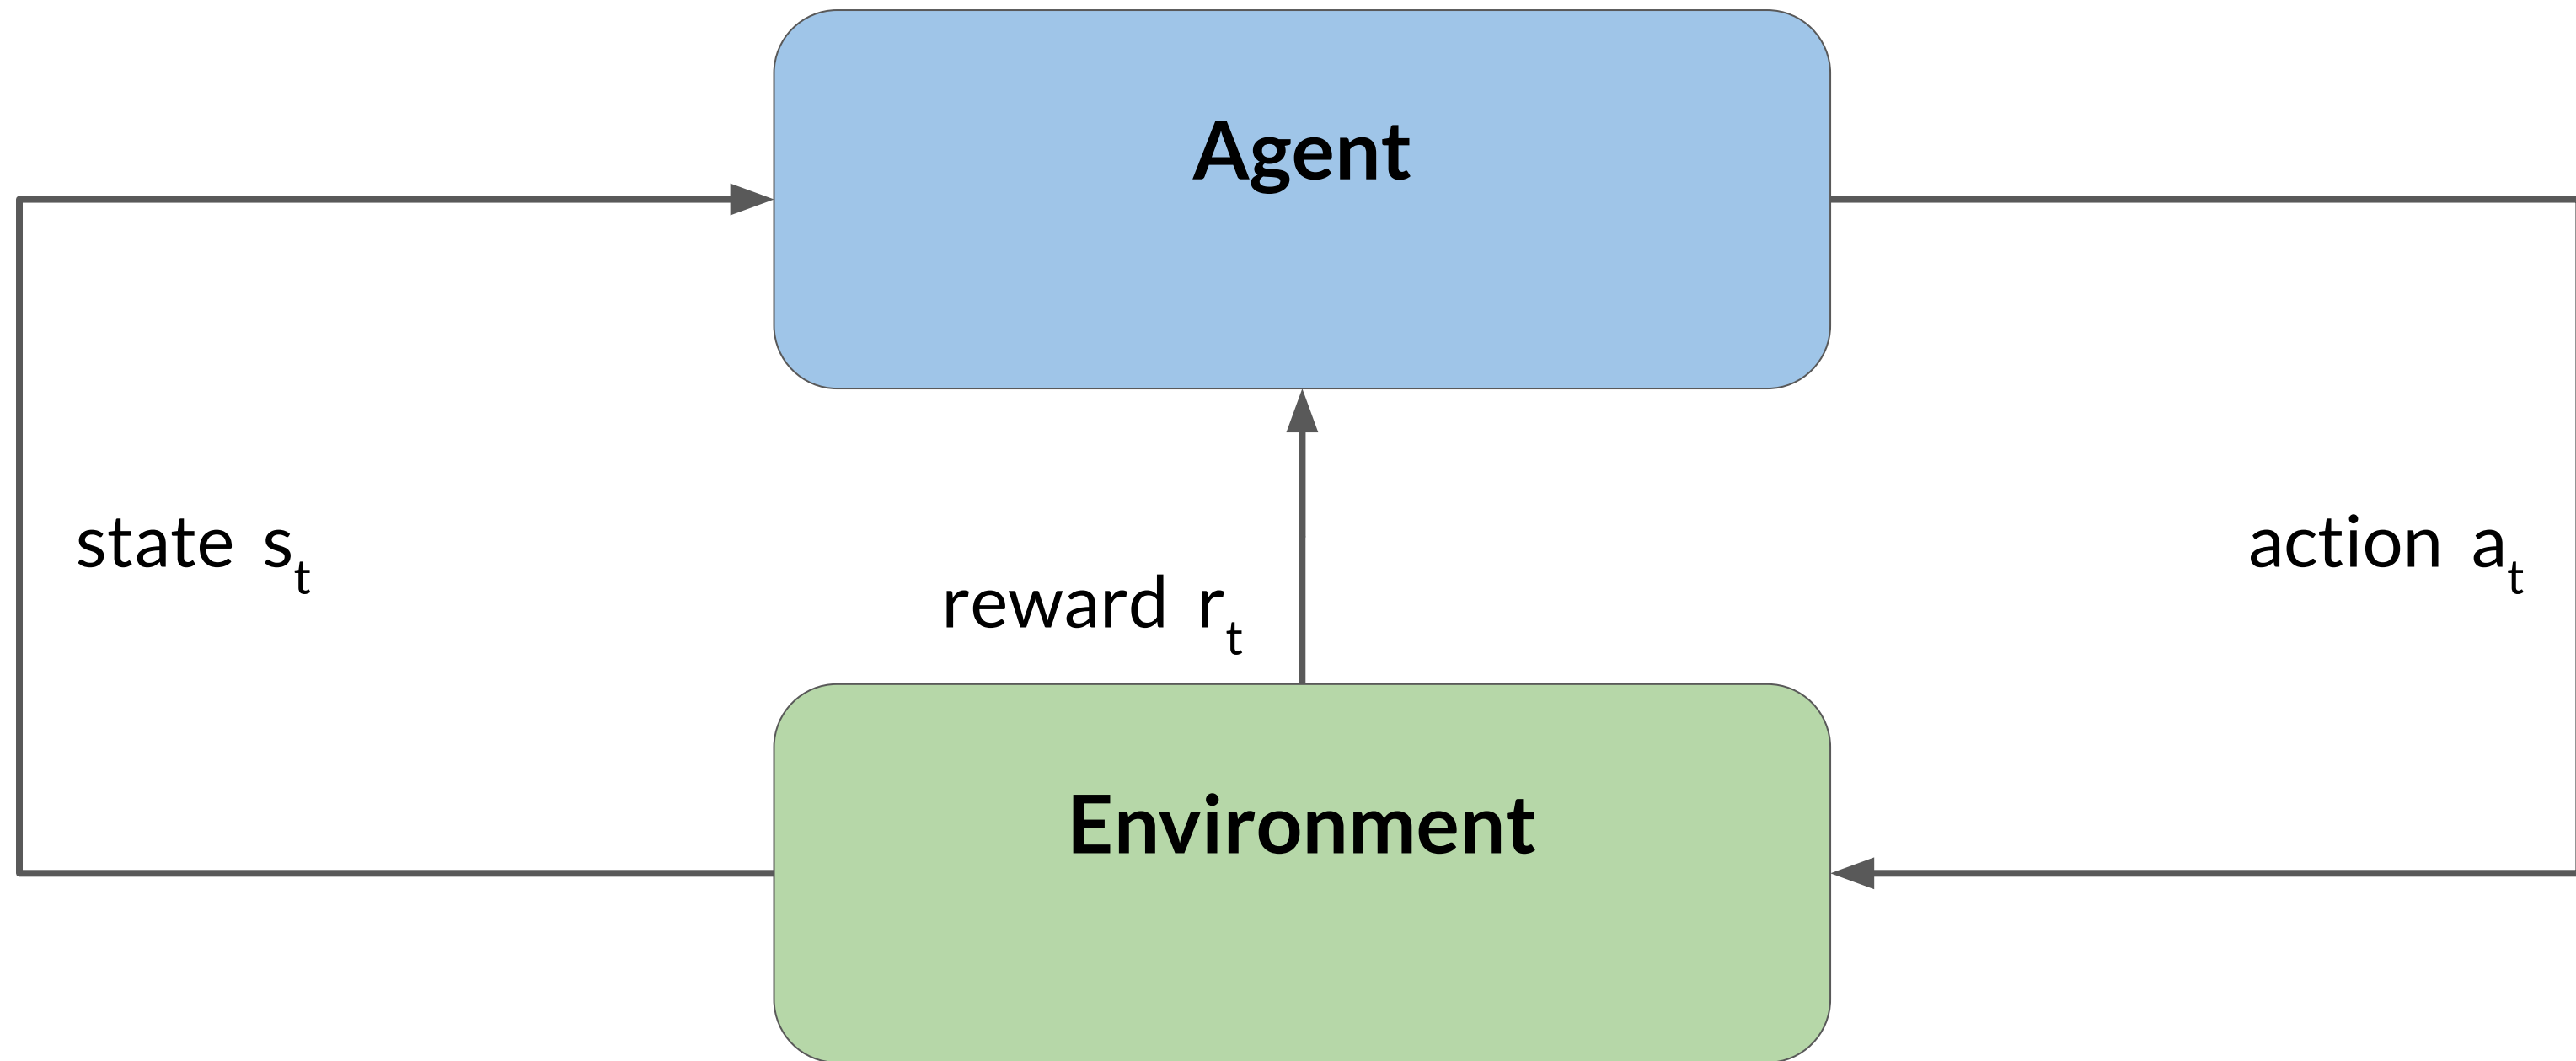 Agent
state s_t
action a_t
reward r_t
Environment